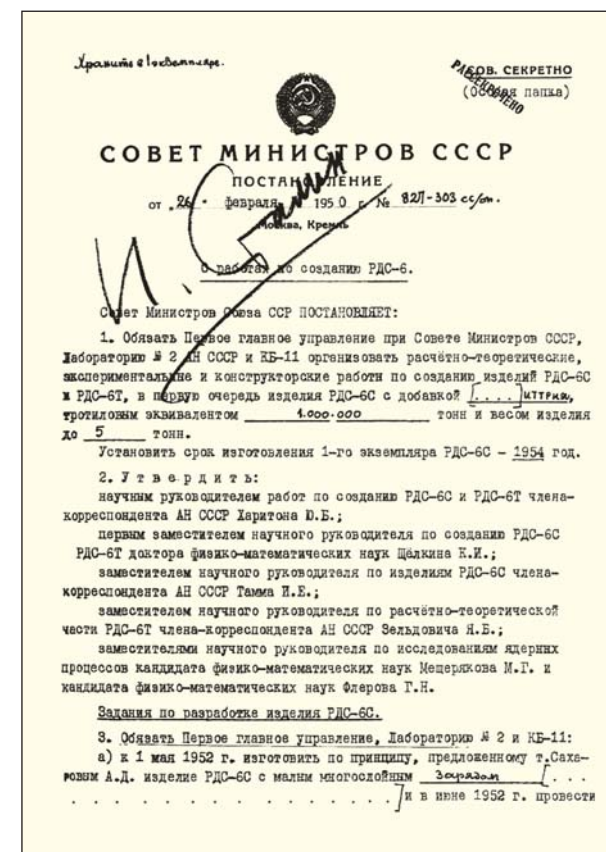 Хранить в 1 экземпляре.
СОВ. СЕКРЕТНО
РАССЕКРЕЧЕНО
(Особая папка)
СОВЕТ МИНИСТРОВ СССР
ПОСТАНОВЛЕНИЕ
от „26“ февраля 1950 г. № 827-303 сс/оп.
Москва, Кремль
И. Сталин
О работах по созданию РДС-6.
Совет Министров Союза ССР ПОСТАНОВЛЯЕТ:
1. Обязать Первое главное управление при Совете Министров СССР,
Лабораторию № 2 АН СССР и КБ-11 организовать расчётно-теоретические,
экспериментальные и конструкторские работы по созданию изделий РДС-6С
и РДС-6Т, в первую очередь изделия РДС-6С с добавкой [....] иттрия,
тротиловым эквивалентом 1.000.000 тонн и весом изделия
до 5 тонн.
Установить срок изготовления 1-го экземпляра РДС-6С – 1954 год.
2. Утвердить:
научным руководителем работ по созданию РДС-6С и РДС-6Т члена-
корреспондента АН СССР Харитона Ю.Б.;
первым заместителем научного руководителя по созданию РДС-6С
РДС-6Т доктора физико-математических наук Щёлкина К.И.;
заместителем научного руководителя по изделиям РДС-6С члена-
корреспондента АН СССР Тамма И.Е.;
заместителем научного руководителя по расчётно-теоретической
части РДС-6Т члена-корреспондента АН СССР Зельдовича Я.Б.;
заместителями научного руководителя по исследованиям ядерных
процессов кандидата физико-математических наук Мещерякова М.Г. и
кандидата физико-математических наук Флерова Г.Н.
Задания по разработке изделия РДС-6С.
3. Обязать Первое главное управление, Лабораторию № 2 и КБ-11:
а) к 1 мая 1952 г. изготовить по принципу, предложенному т.Саха-
ровым А.Д. изделие РДС-6С с малым многослойным зарядом [. . .
. . . . . . . . . . . . . . . . ] и в июне 1952 г. провести